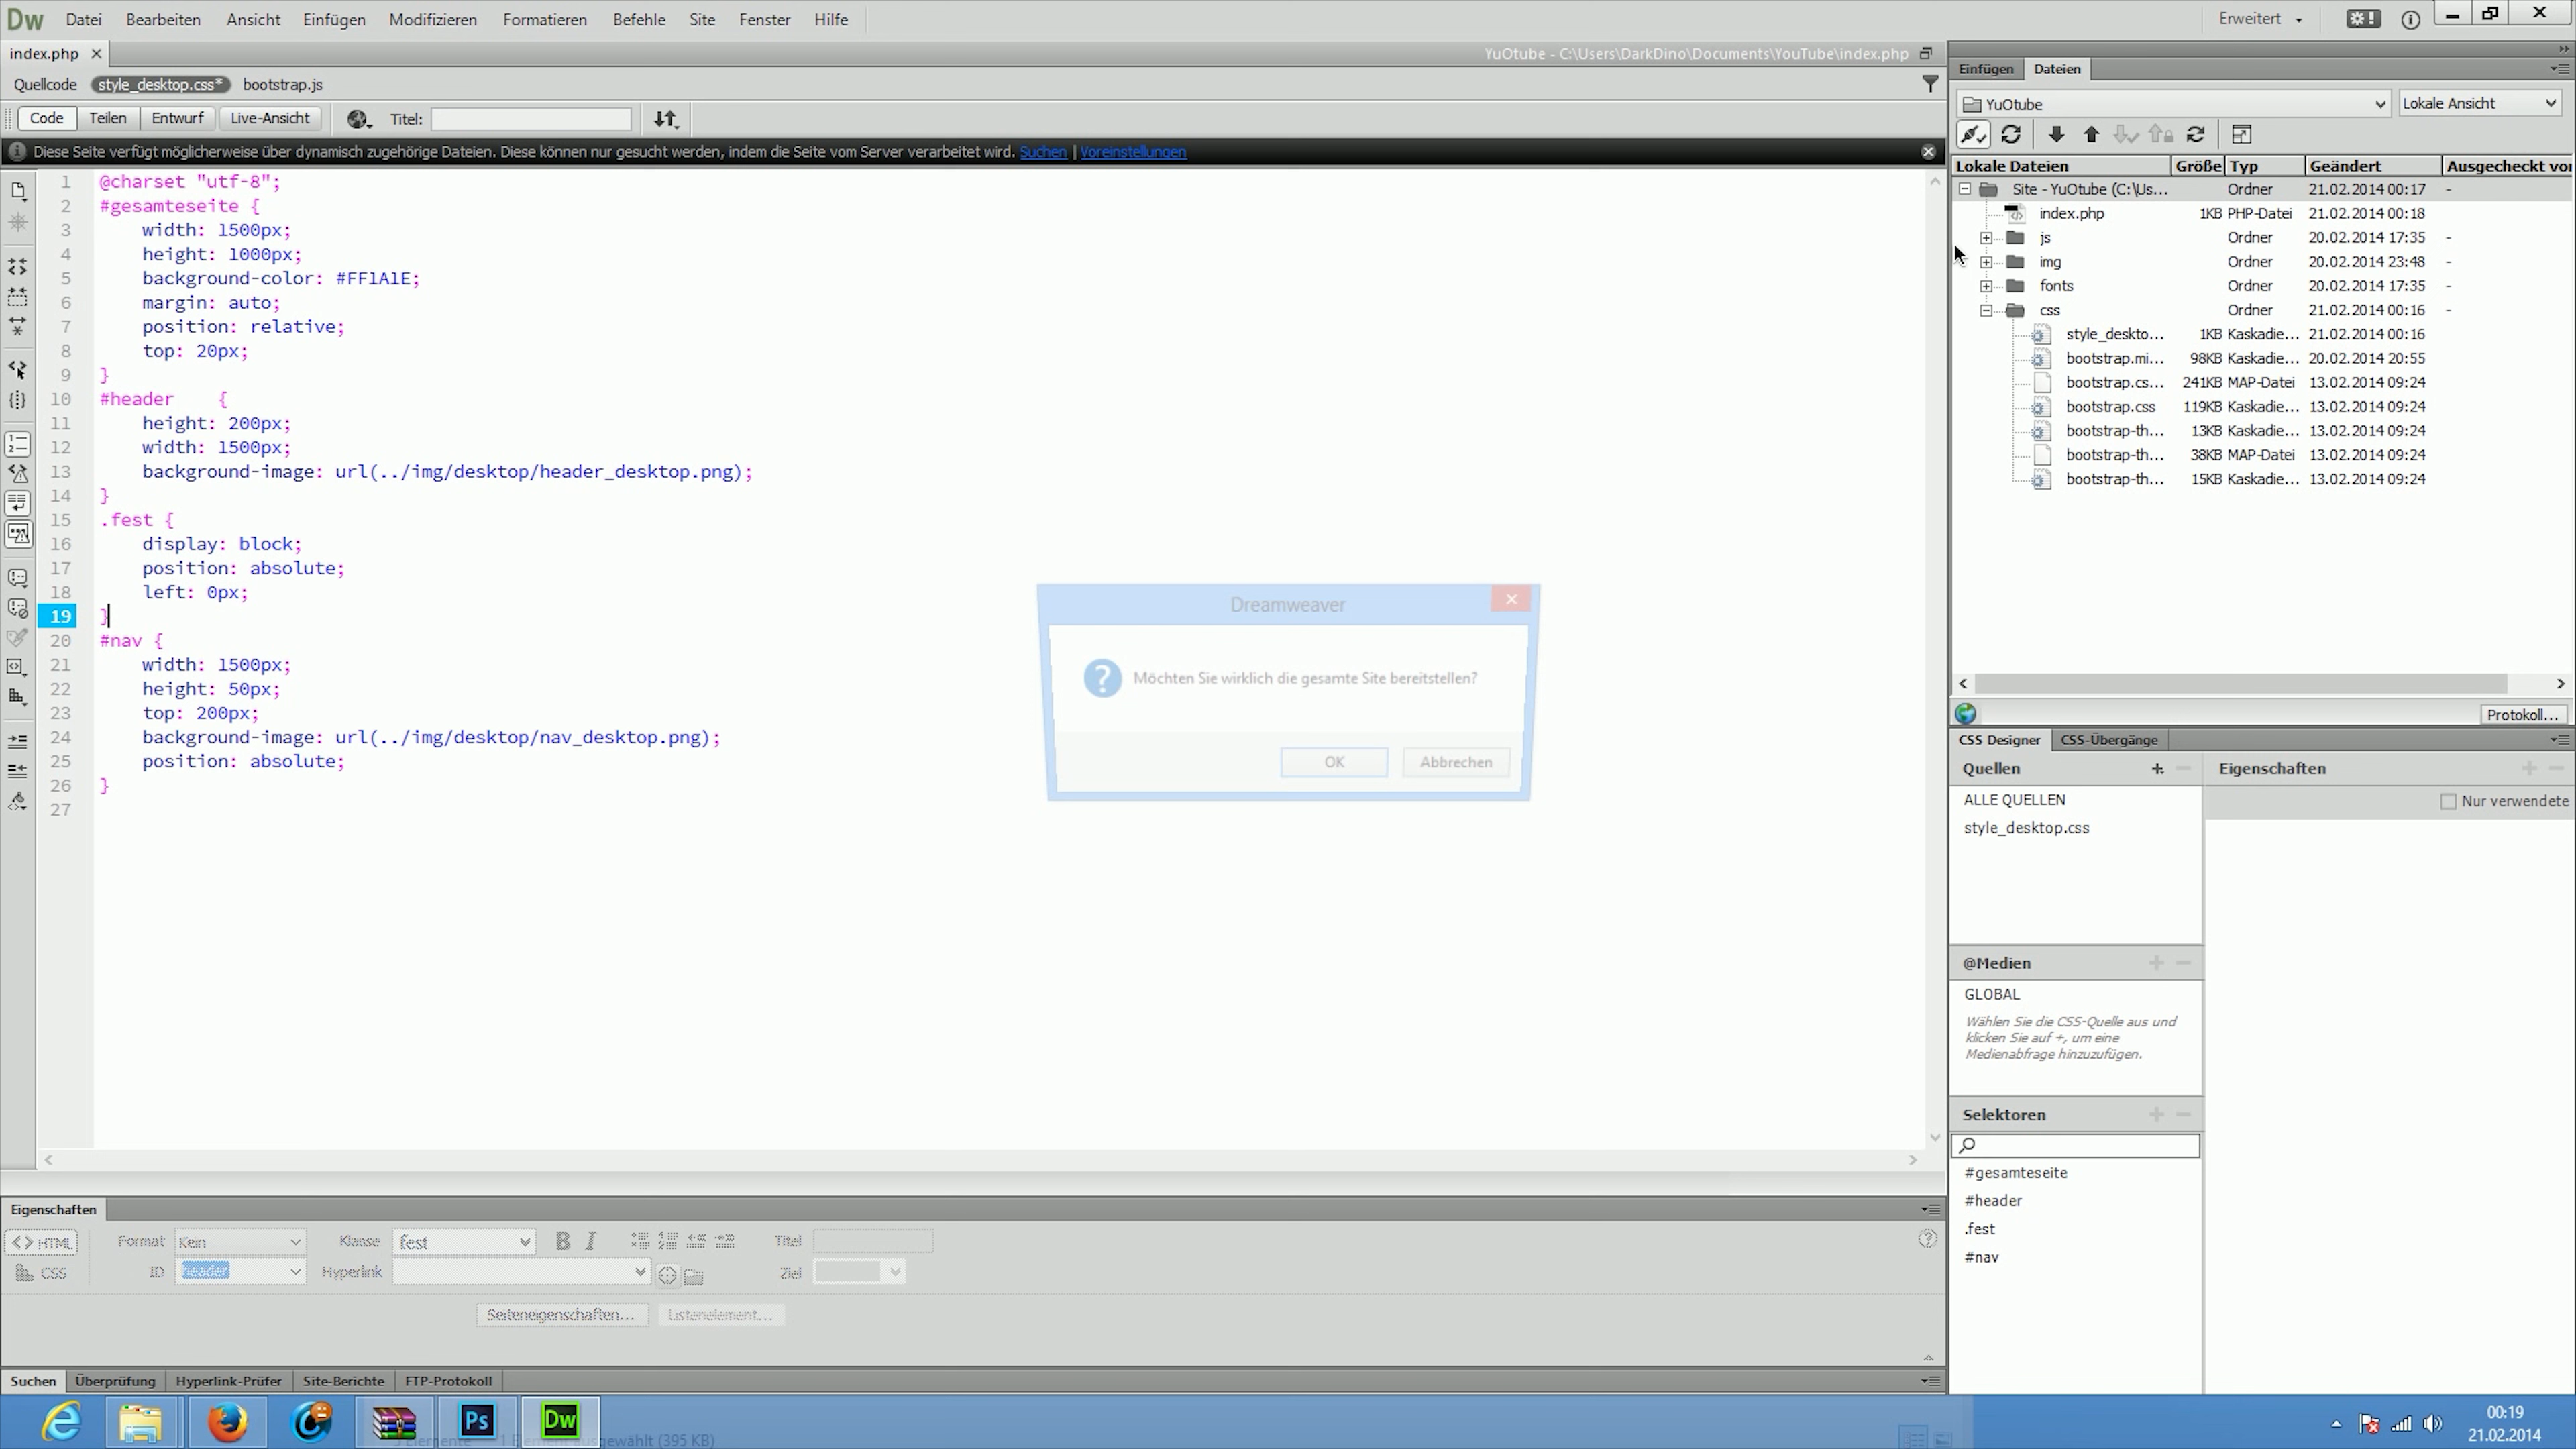 Dw Datei Bearbeiten Ansicht Einfügen Modifizieren Formatieren Befehle Site Fenster Hilfe Erweitert
index.php YuOtube - C:\Users\DarkDino\Documents\YouTube\index.php
Quellcode style_desktop.css* bootstrap.js
Code Teilen Entwurf Live-Ansicht Titel:
Diese Seite verfügt möglicherweise über dynamisch zugehörige Dateien. Diese können nur gesucht werden, indem die Seite vom Server verarbeitet wird. Suchen | Voreinstellungen
1 @charset "utf-8";
2 #gesamteseite {
3 width: 1500px;
4 height: 1000px;
5 background-color: #FF1A1E;
6 margin: auto;
7 position: relative;
8 top: 20px;
9 }
10 #header {
11 height: 200px;
12 width: 1500px;
13 background-image: url(../img/desktop/header_desktop.png);
14 }
15 .fest {
16 display: block;
17 position: absolute;
18 left: 0px;
19 }
20 #nav {
21 width: 1500px;
22 height: 50px;
23 top: 200px;
24 background-image: url(../img/desktop/nav_desktop.png);
25 position: absolute;
26 }
27
Dreamweaver
Möchten Sie wirklich die gesamte Site bereitstellen?
OK Abbrechen
Einfügen Dateien
YuOtube Lokale Ansicht
Lokale Dateien Größe Typ Geändert Ausgecheckt vo
Site - YuOtube (C:\Us... Ordner 21.02.2014 00:17 -
index.php 1KB PHP-Datei 21.02.2014 00:18
js Ordner 20.02.2014 17:35 -
img Ordner 20.02.2014 23:48 -
fonts Ordner 20.02.2014 17:35 -
css Ordner 21.02.2014 00:16 -
style_deskto... 1KB Kaskadie... 21.02.2014 00:16
bootstrap.mi... 98KB Kaskadie... 20.02.2014 20:55
bootstrap.cs... 241KB MAP-Datei 13.02.2014 09:24
bootstrap.css 119KB Kaskadie... 13.02.2014 09:24
bootstrap-th... 13KB Kaskadie... 13.02.2014 09:24
bootstrap-th... 38KB MAP-Datei 13.02.2014 09:24
bootstrap-th... 15KB Kaskadie... 13.02.2014 09:24
Protokoll...
CSS Designer CSS-Übergänge
Quellen Eigenschaften
Nur verwendete
ALLE QUELLEN
style_desktop.css
@Medien
GLOBAL
Wählen Sie die CSS-Quelle aus und
klicken Sie auf +, um eine
Medienabfrage hinzuzufügen.
Selektoren
#gesamteseite
#header
.fest
#nav
Eigenschaften
<> HTML Format Kein Klasse fest B I Titel
CSS ID header Hyperlink Ziel
Seiteneigenschaften... Listenelement...
Suchen Überprüfung Hyperlink-Prüfer Site-Berichte FTP-Protokoll
Ps Dw
ausgewählt (395 KB)
00:19
21.02.2014